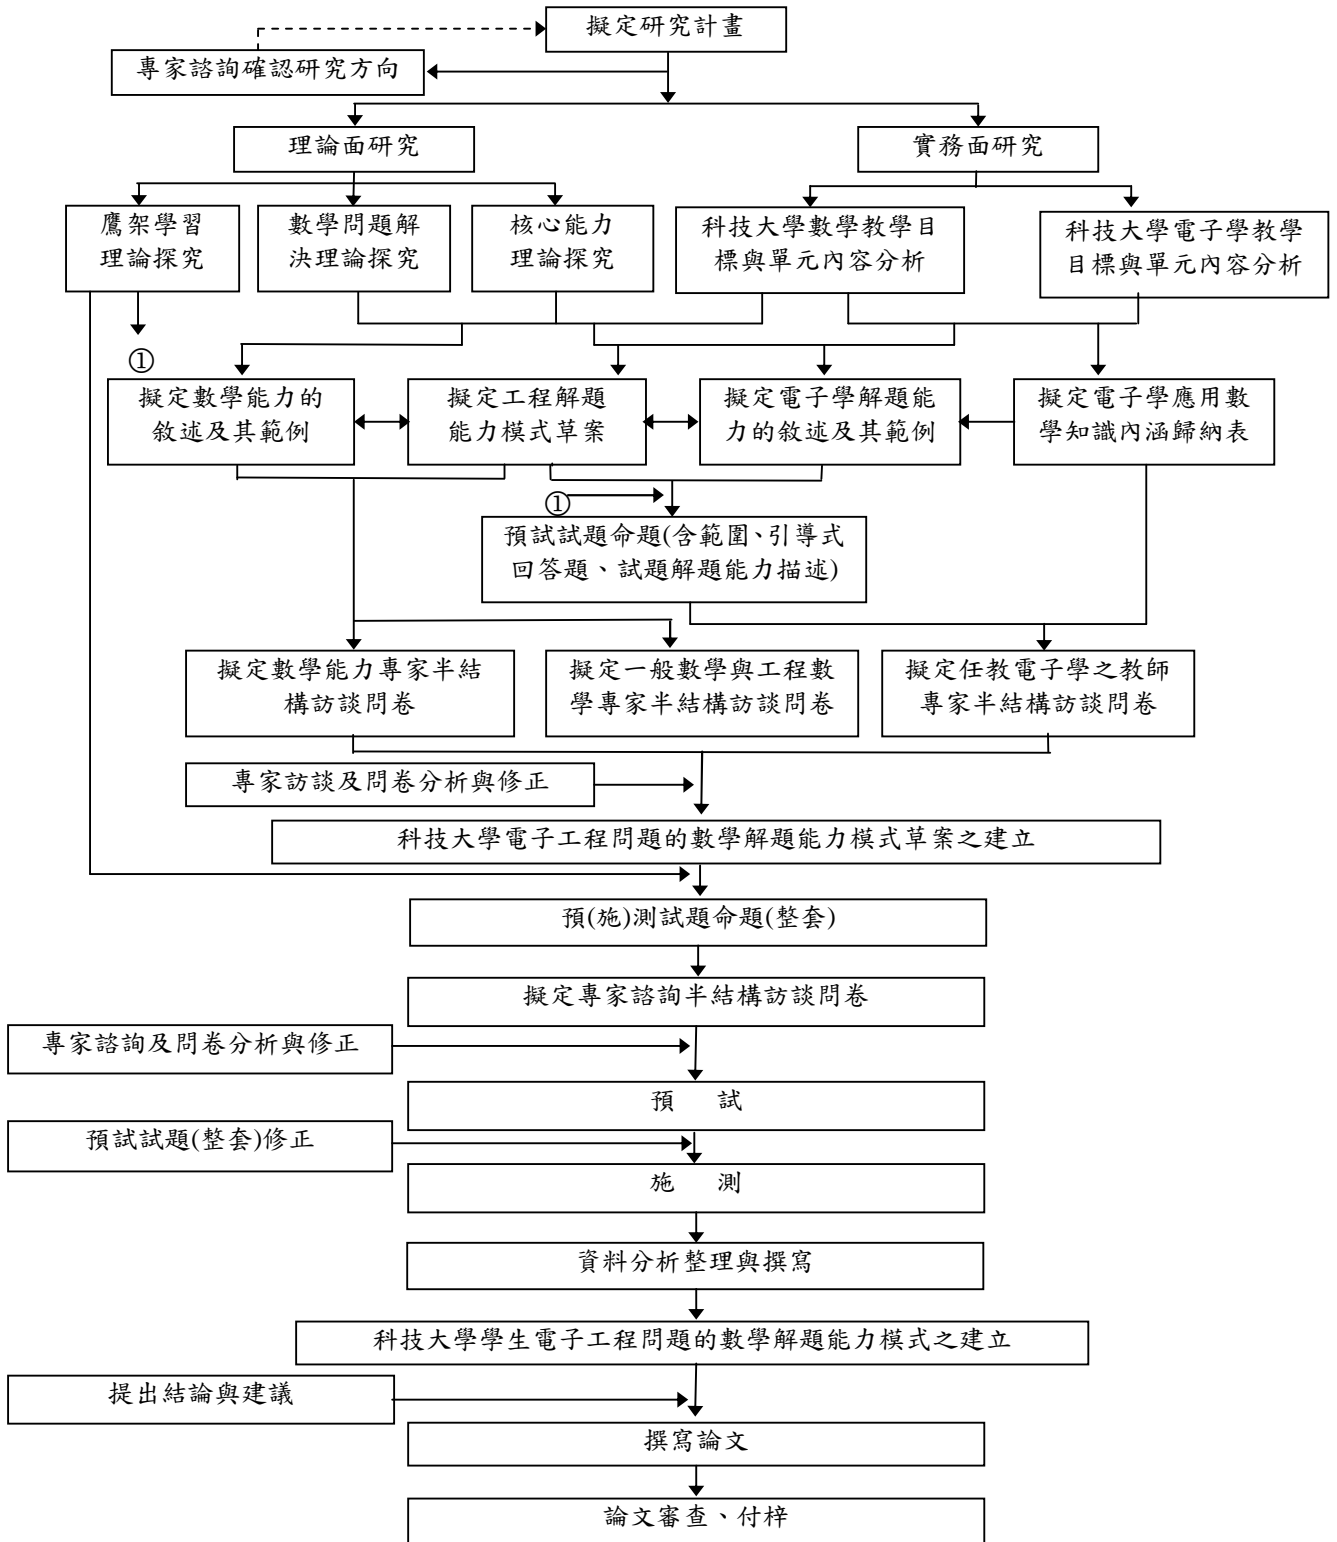 擬定研究計畫
專家諮詢確認研究方向
理論面研究
實務面研究
鷹架學習
理論探究
數學問題解
決理論探究
核心能力
理論探究
科技大學數學教學目
標與單元內容分析
科技大學電子學教學
目標與單元內容分析
①
擬定數學能力的
敘述及其範例
擬定工程解題
能力模式草案
擬定電子學解題能
力的敘述及其範例
擬定電子學應用數
學知識內涵歸納表
①
預試試題命題(含範圍、引導式
回答題、試題解題能力描述)
擬定數學能力專家半結
構訪談問卷
擬定一般數學與工程數
學專家半結構訪談問卷
擬定任教電子學之教師
專家半結構訪談問卷
專家訪談及問卷分析與修正
科技大學電子工程問題的數學解題能力模式草案之建立
預(施)測試題命題(整套)
擬定專家諮詢半結構訪談問卷
專家諮詢及問卷分析與修正
預 試
預試試題(整套)修正
施 測
資料分析整理與撰寫
科技大學學生電子工程問題的數學解題能力模式之建立
提出結論與建議
撰寫論文
論文審查、付梓